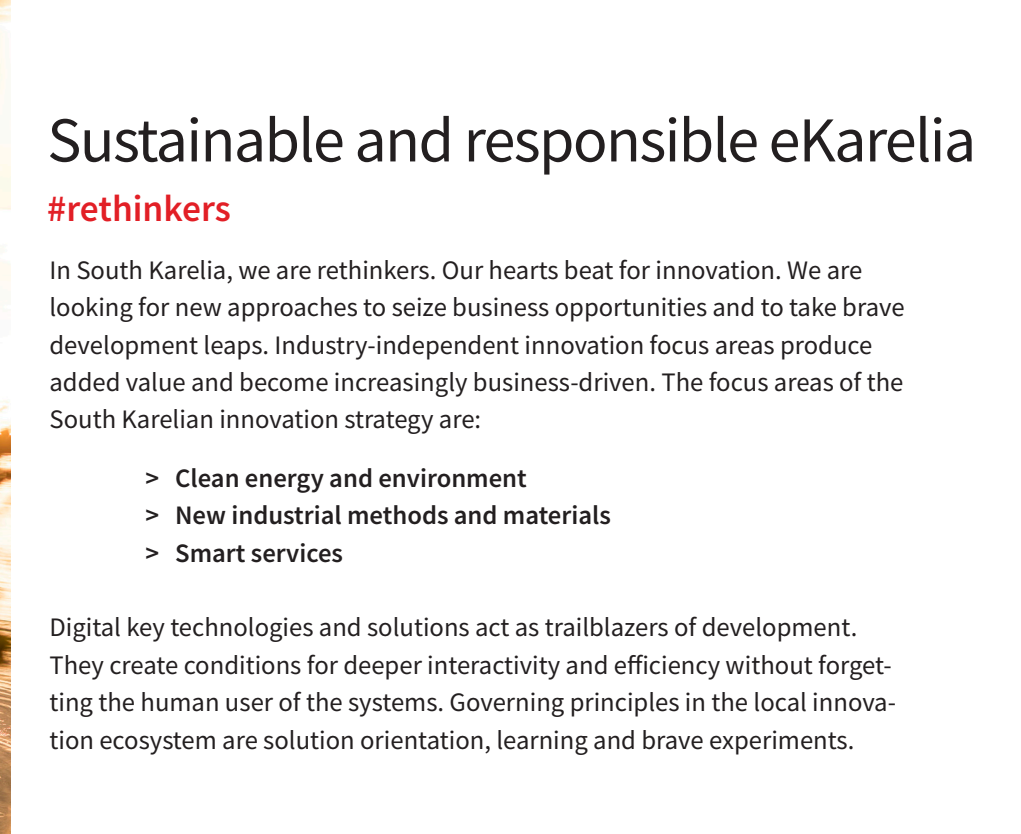 Sustainable and responsible eKarelia
#rethinkers
In South Karelia, we are rethinkers. Our hearts beat for innovation. We are
looking for new approaches to seize business opportunities and to take brave
development leaps. Industry-independent innovation focus areas produce
added value and become increasingly business-driven. The focus areas of the
South Karelian innovation strategy are:
> Clean energy and environment
> New industrial methods and materials
> Smart services
Digital key technologies and solutions act as trailblazers of development.
They create conditions for deeper interactivity and efficiency without forget-
ting the human user of the systems. Governing principles in the local innova-
tion ecosystem are solution orientation, learning and brave experiments.